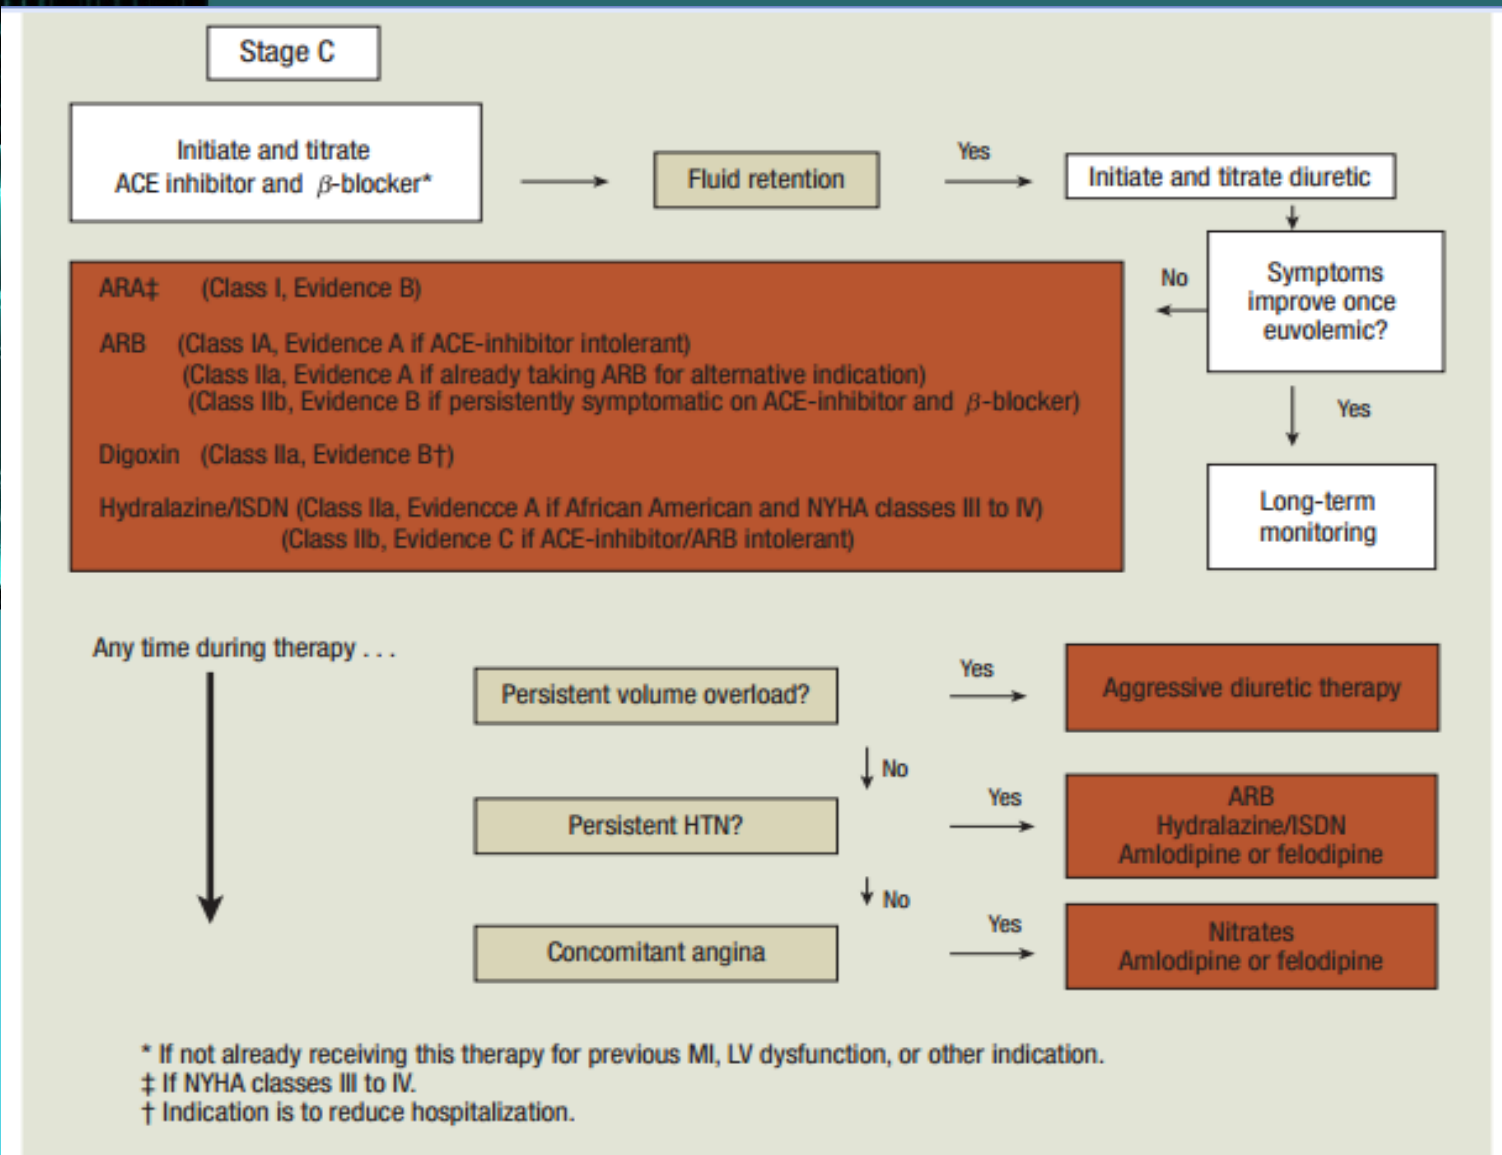 Stage C
Initiate and titrate
ACE inhibitor and β-blocker*
Fluid retention
Yes
Initiate and titrate diuretic
Symptoms
improve once
euvolemic?
No
ARA‡ (Class I, Evidence B)
ARB (Class IA, Evidence A if ACE-inhibitor intolerant)
(Class IIa, Evidence A if already taking ARB for alternative indication)
(Class IIb, Evidence B if persistently symptomatic on ACE-inhibitor and β-blocker)
Digoxin (Class IIa, Evidence B†)
Hydralazine/ISDN (Class IIa, Evidencce A if African American and NYHA classes III to IV)
(Class IIb, Evidence C if ACE-inhibitor/ARB intolerant)
Yes
Long-term
monitoring
Any time during therapy . . .
Persistent volume overload?
Yes
Aggressive diuretic therapy
No
Persistent HTN?
Yes
ARB
Hydralazine/ISDN
Amlodipine or felodipine
No
Concomitant angina
Yes
Nitrates
Amlodipine or felodipine
* If not already receiving this therapy for previous MI, LV dysfunction, or other indication.
‡ If NYHA classes III to IV.
† Indication is to reduce hospitalization.